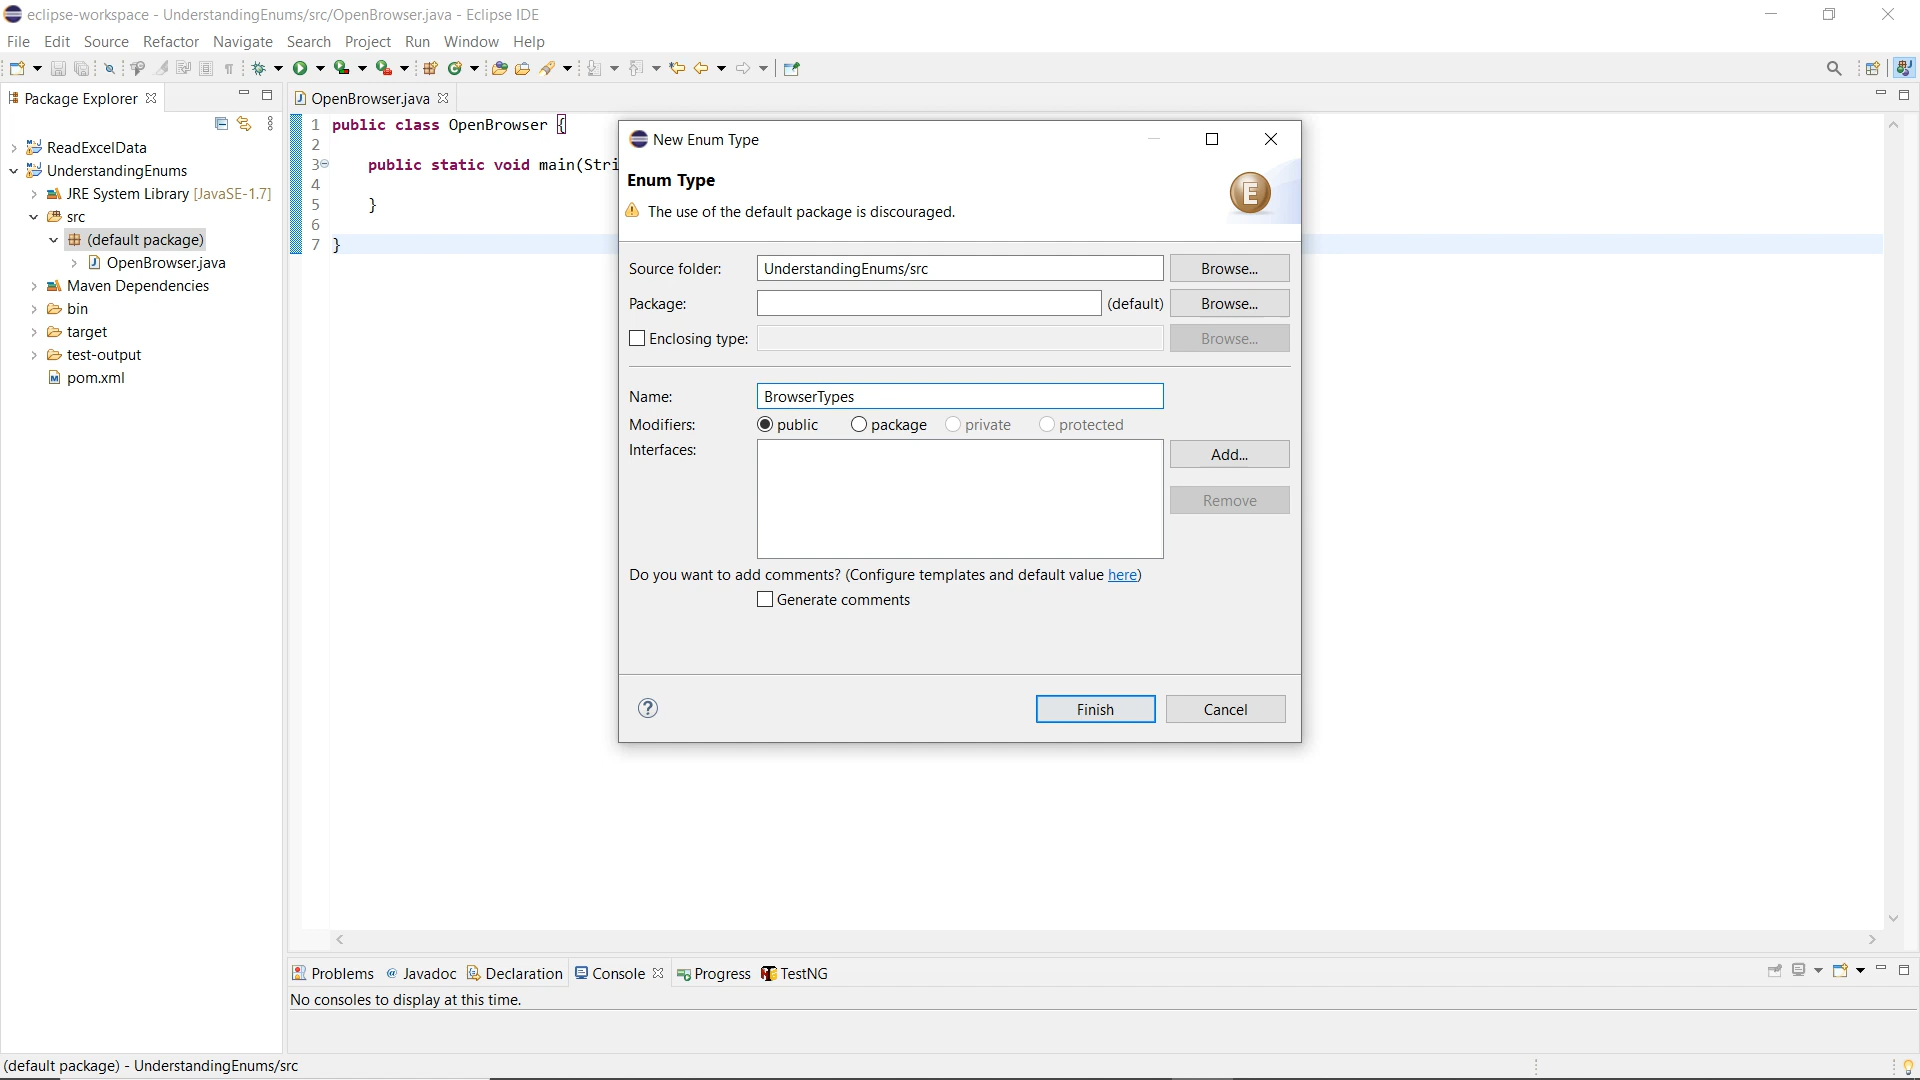 eclipse-workspace - UnderstandingEnums/src/OpenBrowser.java - Eclipse IDE
File Edit Source Refactor Navigate Search Project Run Window Help
Package Explorer
ReadExcelData
UnderstandingEnums
JRE System Library [JavaSE-1.7]
src
(default package)
OpenBrowser.java
Maven Dependencies
bin
target
test-output
pom.xml
OpenBrowser.java
1 public class OpenBrowser {
2
3 public static void main(Stri
4
5 }
6
7 }
New Enum Type
Enum Type
The use of the default package is discouraged.
Source folder: UnderstandingEnums/src Browse...
Package: (default) Browse...
Enclosing type: Browse...
Name: BrowserTypes
Modifiers: public package private protected
Interfaces: Add...
Remove
Do you want to add comments? (Configure templates and default value here)
Generate comments
Finish Cancel
Problems Javadoc Declaration Console Progress TestNG
No consoles to display at this time.
(default package) - UnderstandingEnums/src